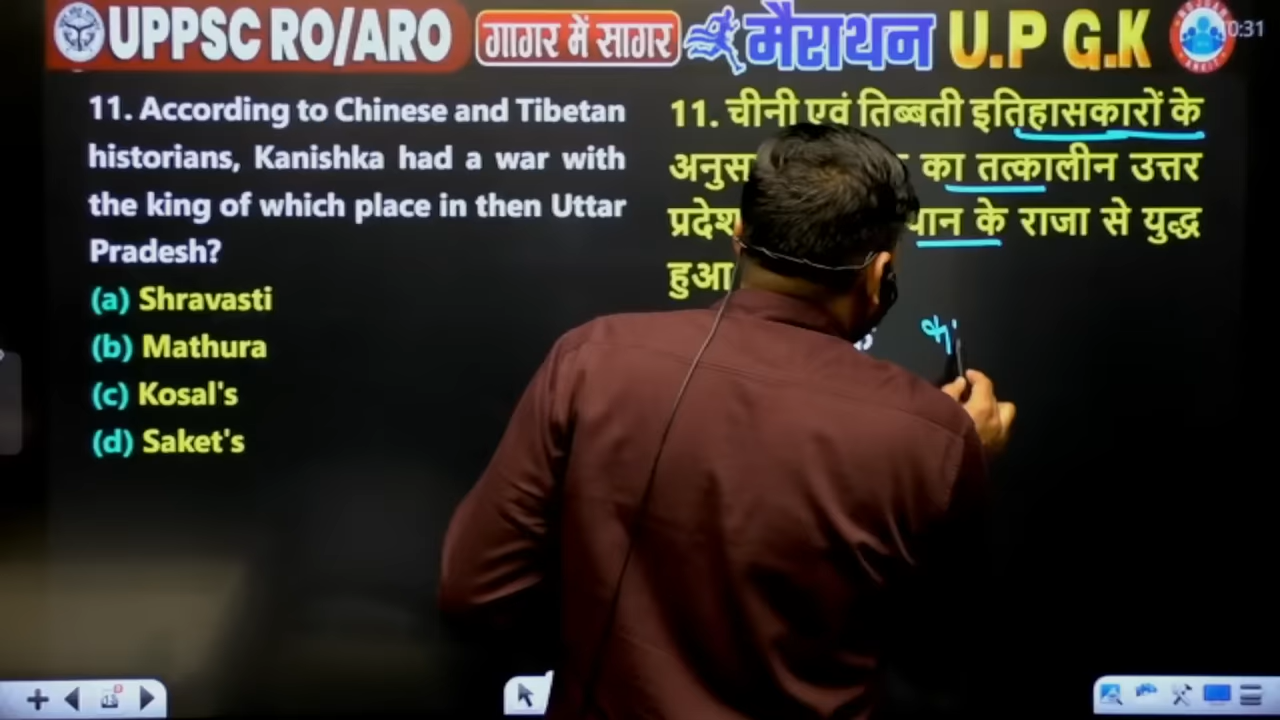 UPPSC RO/ARO गागर में सागर मैराथन U.P G.K
10:31
11. According to Chinese and Tibetan
historians, Kanishka had a war with
the king of which place in then Uttar
Pradesh?
(a) Shravasti
(b) Mathura
(c) Kosal's
(d) Saket's
11. चीनी एवं तिब्बती इतिहासकारों के
का तत्कालीन उत्तर
के राजा से युद्ध
हुआ